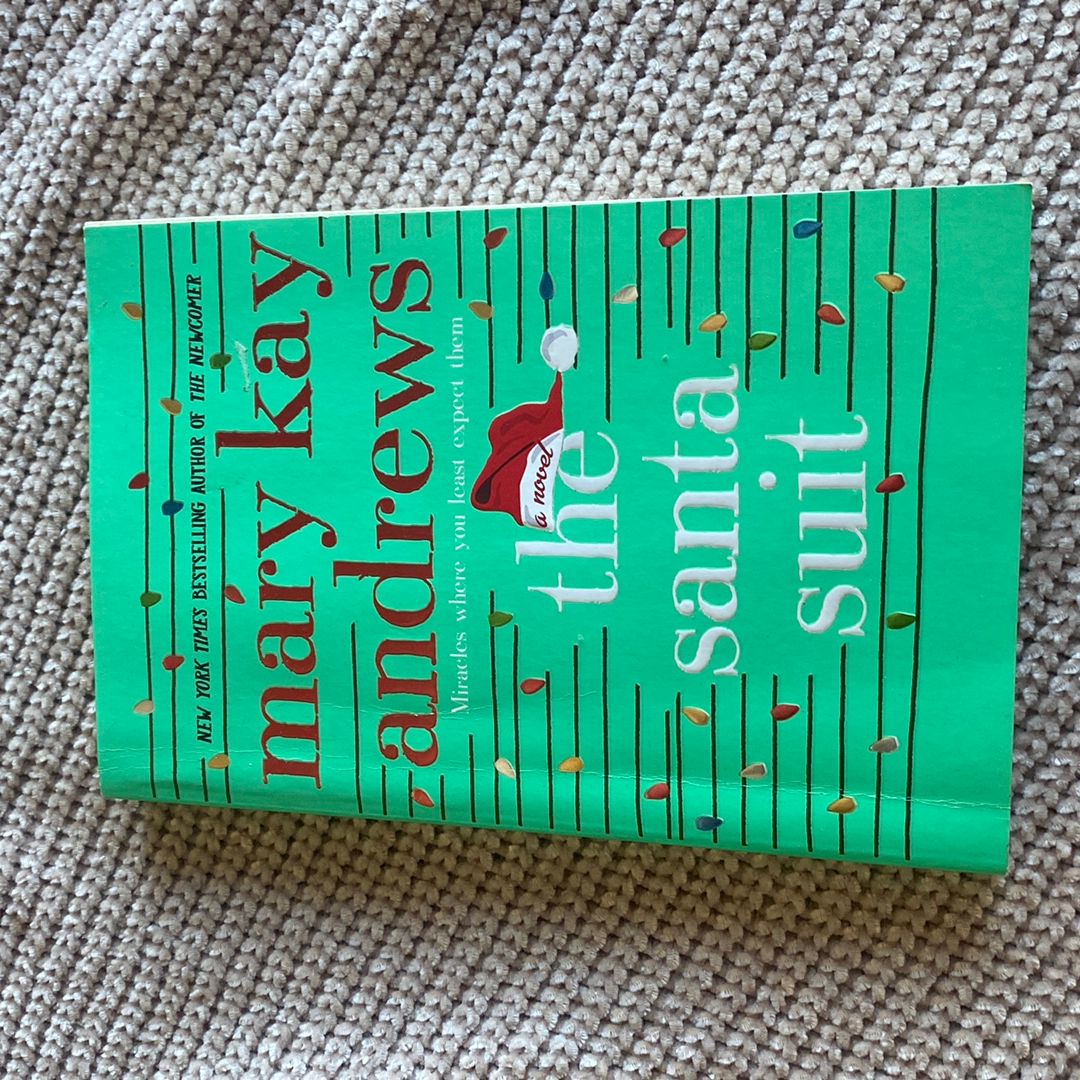 NEW YORK TIMES BESTSELLING AUTHOR OF THE NEWCOMER
mary kay
andrews
Miracles where you least expect them
a novel
the
santa
suit